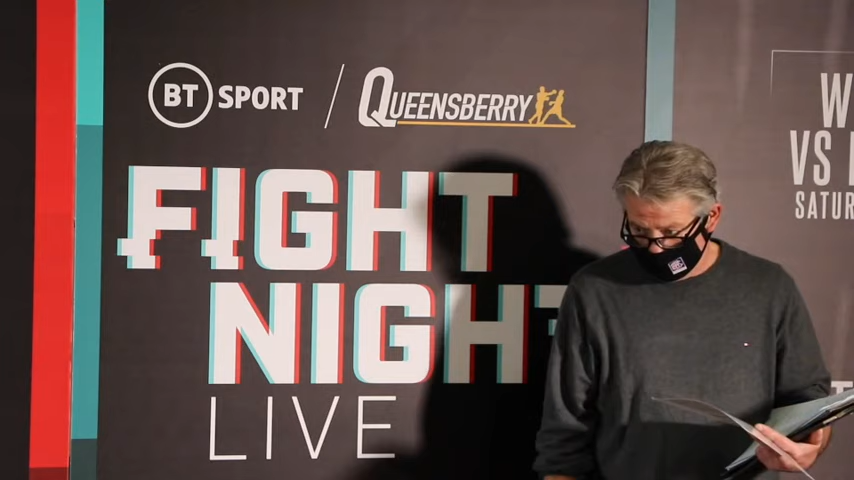 BT SPORT
QUEENSBERRY
FIGHT
NIGHT
LIVE
W
VS
SATUR